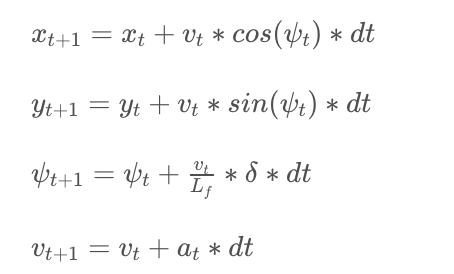 x_{t+1} = x_t + v_t * cos(ψ_t) * dt
y_{t+1} = y_t + v_t * sin(ψ_t) * dt
ψ_{t+1} = ψ_t + \frac{v_t}{L_f} * δ * dt
v_{t+1} = v_t + a_t * dt